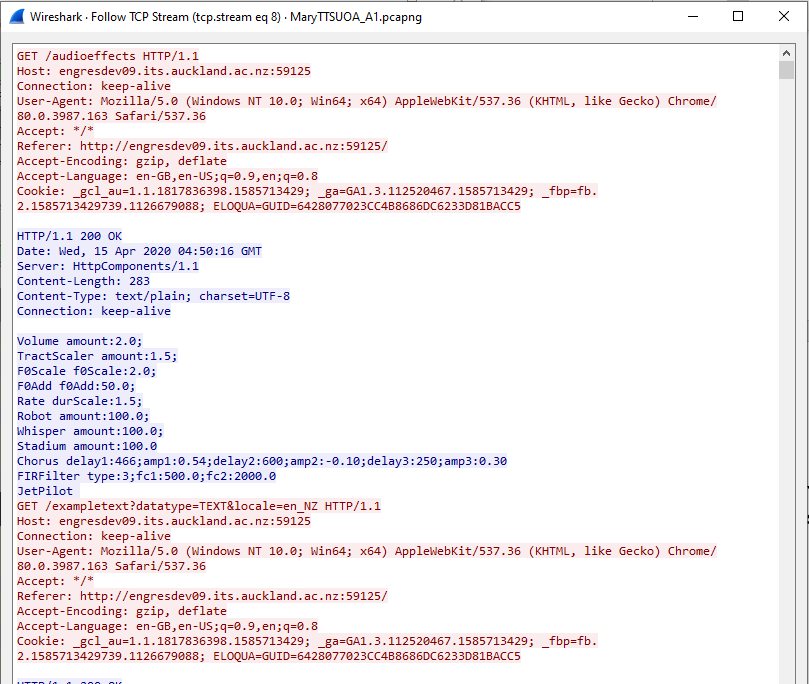 Wireshark · Follow TCP Stream (tcp.stream eq 8) · MaryTTSUOA_A1.pcapng
GET /audioeffects HTTP/1.1
Host: engresdev09.its.auckland.ac.nz:59125
Connection: keep-alive
User-Agent: Mozilla/5.0 (Windows NT 10.0; Win64; x64) AppleWebKit/537.36 (KHTML, like Gecko) Chrome/
80.0.3987.163 Safari/537.36
Accept: */*
Referer: http://engresdev09.its.auckland.ac.nz:59125/
Accept-Encoding: gzip, deflate
Accept-Language: en-GB,en-US;q=0.9,en;q=0.8
Cookie: _gcl_au=1.1.1817836398.1585713429; _ga=GA1.3.112520467.1585713429; _fbp=fb.
2.1585713429739.1126679088; ELOQUA=GUID=6428077023CC4B8686DC6233D81BACC5
HTTP/1.1 200 OK
Date: Wed, 15 Apr 2020 04:50:16 GMT
Server: HttpComponents/1.1
Content-Length: 283
Content-Type: text/plain; charset=UTF-8
Connection: keep-alive
Volume amount:2.0;
TractScaler amount:1.5;
F0Scale f0Scale:2.0;
F0Add f0Add:50.0;
Rate durScale:1.5;
Robot amount:100.0;
Whisper amount:100.0;
Stadium amount:100.0
Chorus delay1:466;amp1:0.54;delay2:600;amp2:-0.10;delay3:250;amp3:0.30
FIRFilter type:3;fc1:500.0;fc2:2000.0
JetPilot
GET /exampletext?datatype=TEXT&locale=en_NZ HTTP/1.1
Host: engresdev09.its.auckland.ac.nz:59125
Connection: keep-alive
User-Agent: Mozilla/5.0 (Windows NT 10.0; Win64; x64) AppleWebKit/537.36 (KHTML, like Gecko) Chrome/
80.0.3987.163 Safari/537.36
Accept: */*
Referer: http://engresdev09.its.auckland.ac.nz:59125/
Accept-Encoding: gzip, deflate
Accept-Language: en-GB,en-US;q=0.9,en;q=0.8
Cookie: _gcl_au=1.1.1817836398.1585713429; _ga=GA1.3.112520467.1585713429; _fbp=fb.
2.1585713429739.1126679088; ELOQUA=GUID=6428077023CC4B8686DC6233D81BACC5
HTTP/1.1 200 OK